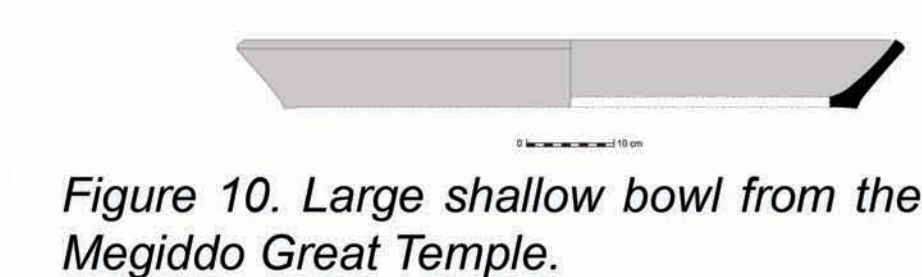 0 10 cm
Figure 10. Large shallow bowl from the
Megiddo Great Temple.